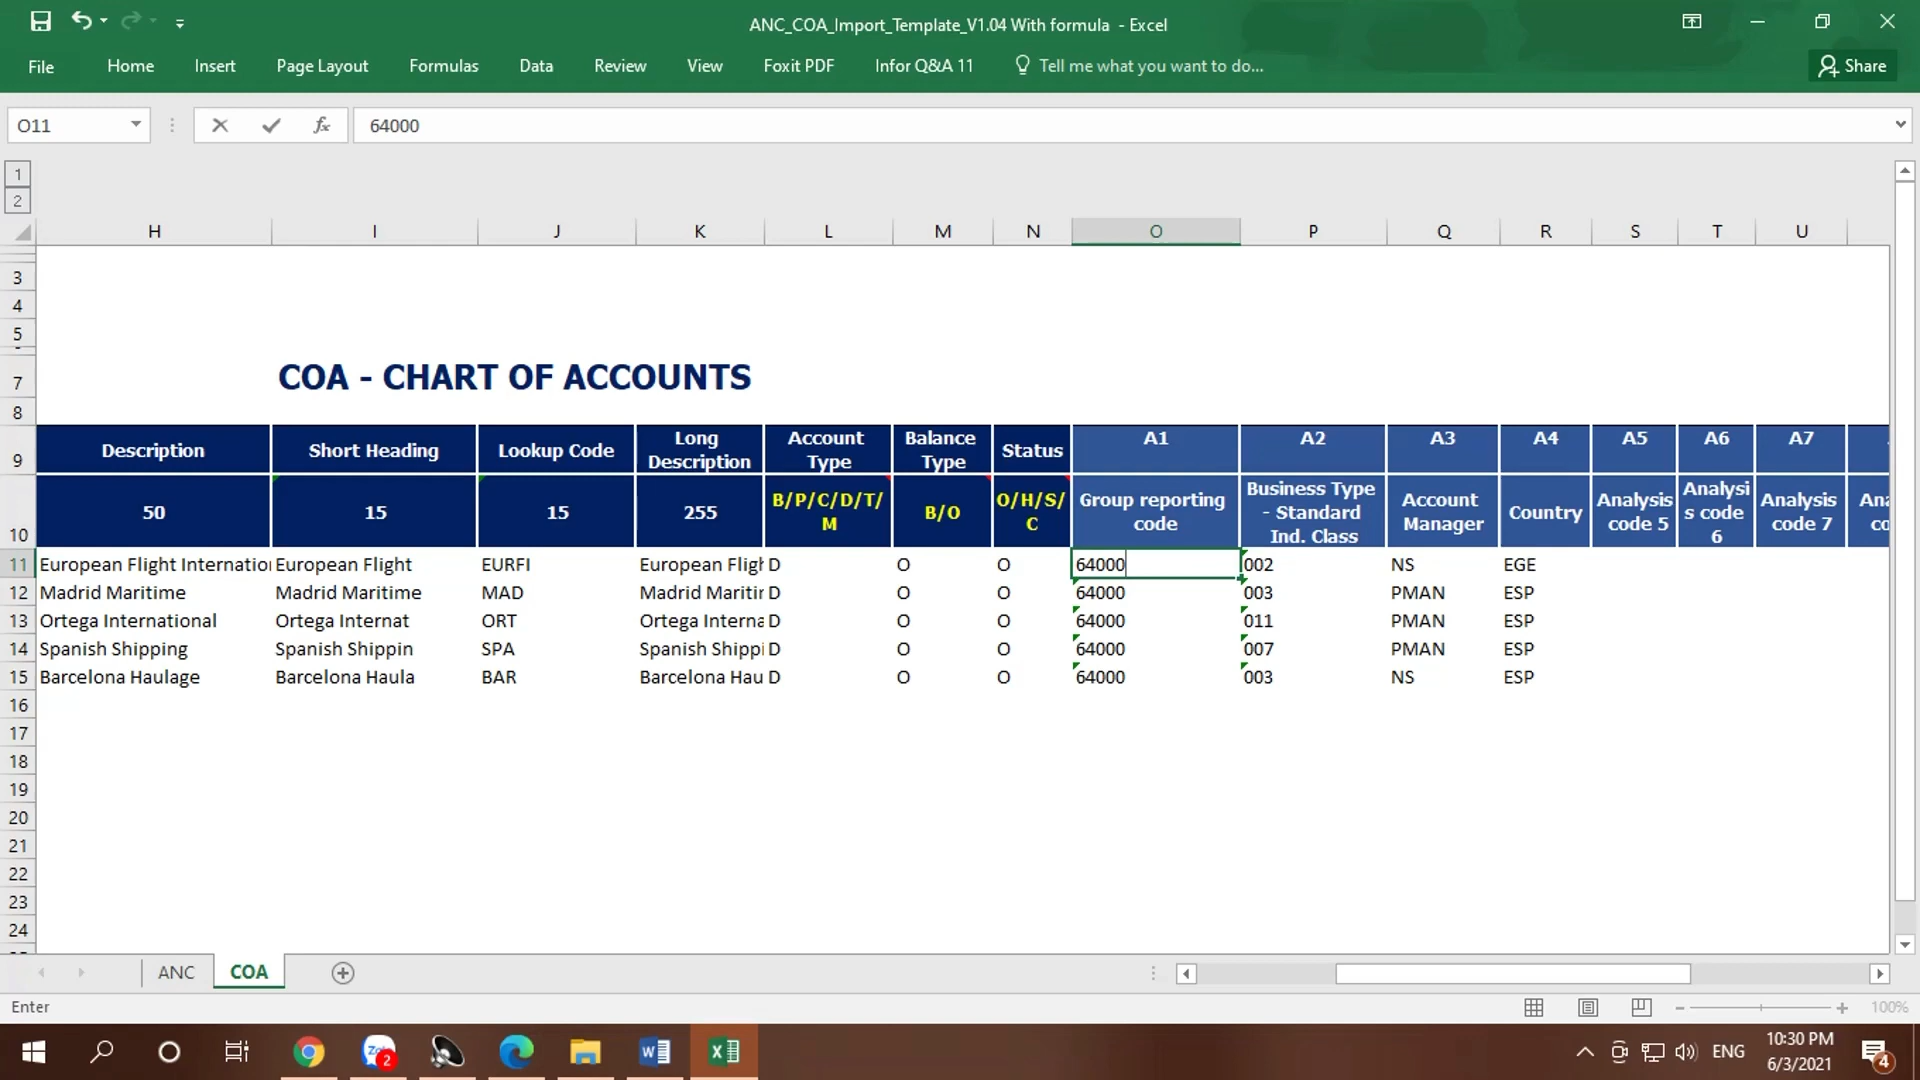 ANC_COA_Import_Template_V1.04 With formula - Excel
File Home Insert Page Layout Formulas Data Review View Foxit PDF Infor Q&A 11 Tell me what you want to do... Share
O11 fx 64000
1
2
H I J K L M N O P Q R S T U
3
4
5
7 COA - CHART OF ACCOUNTS
8
9 Description Short Heading Lookup Code Long Description Account Type Balance Type Status A1 A2 A3 A4 A5 A6 A7
10 50 15 15 255 B/P/C/D/T/M B/O O/H/S/C Group reporting code Business Type - Standard Ind. Class Account Manager Country Analysis code 5 Analysis code 6 Analysis code 7
11 European Flight Internatio European Flight EURFI European Fligh D O O 64000 002 NS EGE
12 Madrid Maritime Madrid Maritime MAD Madrid Maritir D O O 64000 003 PMAN ESP
13 Ortega International Ortega Internat ORT Ortega Interna D O O 64000 011 PMAN ESP
14 Spanish Shipping Spanish Shippin SPA Spanish Shippi D O O 64000 007 PMAN ESP
15 Barcelona Haulage Barcelona Haula BAR Barcelona Hau D O O 64000 003 NS ESP
16
17
18
19
20
21
22
23
24
ANC COA
Enter 100%
2 ENG 10:30 PM 4
6/3/2021